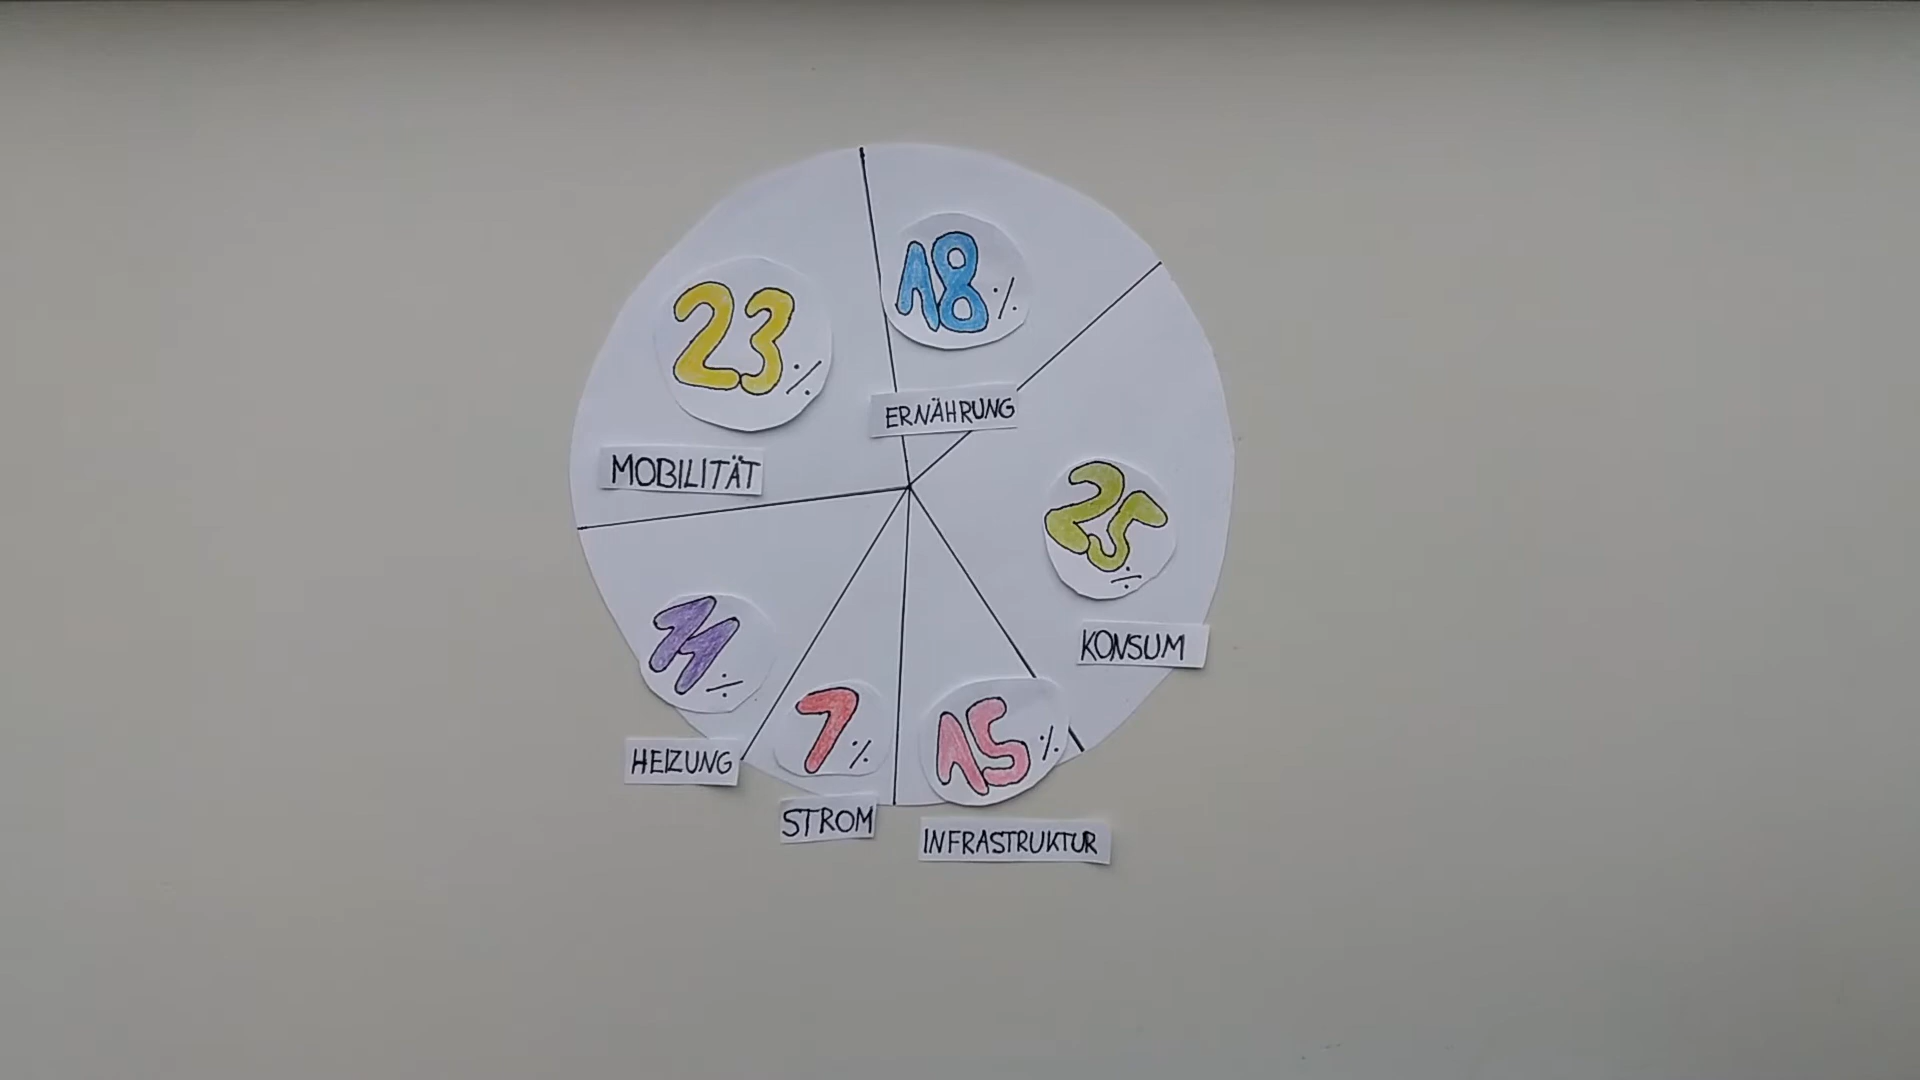 18%
ERNÄHRUNG
23%
MOBILITÄT
25%
KONSUM
11%
HEIZUNG
7%
STROM
15%
INFRASTRUKTUR